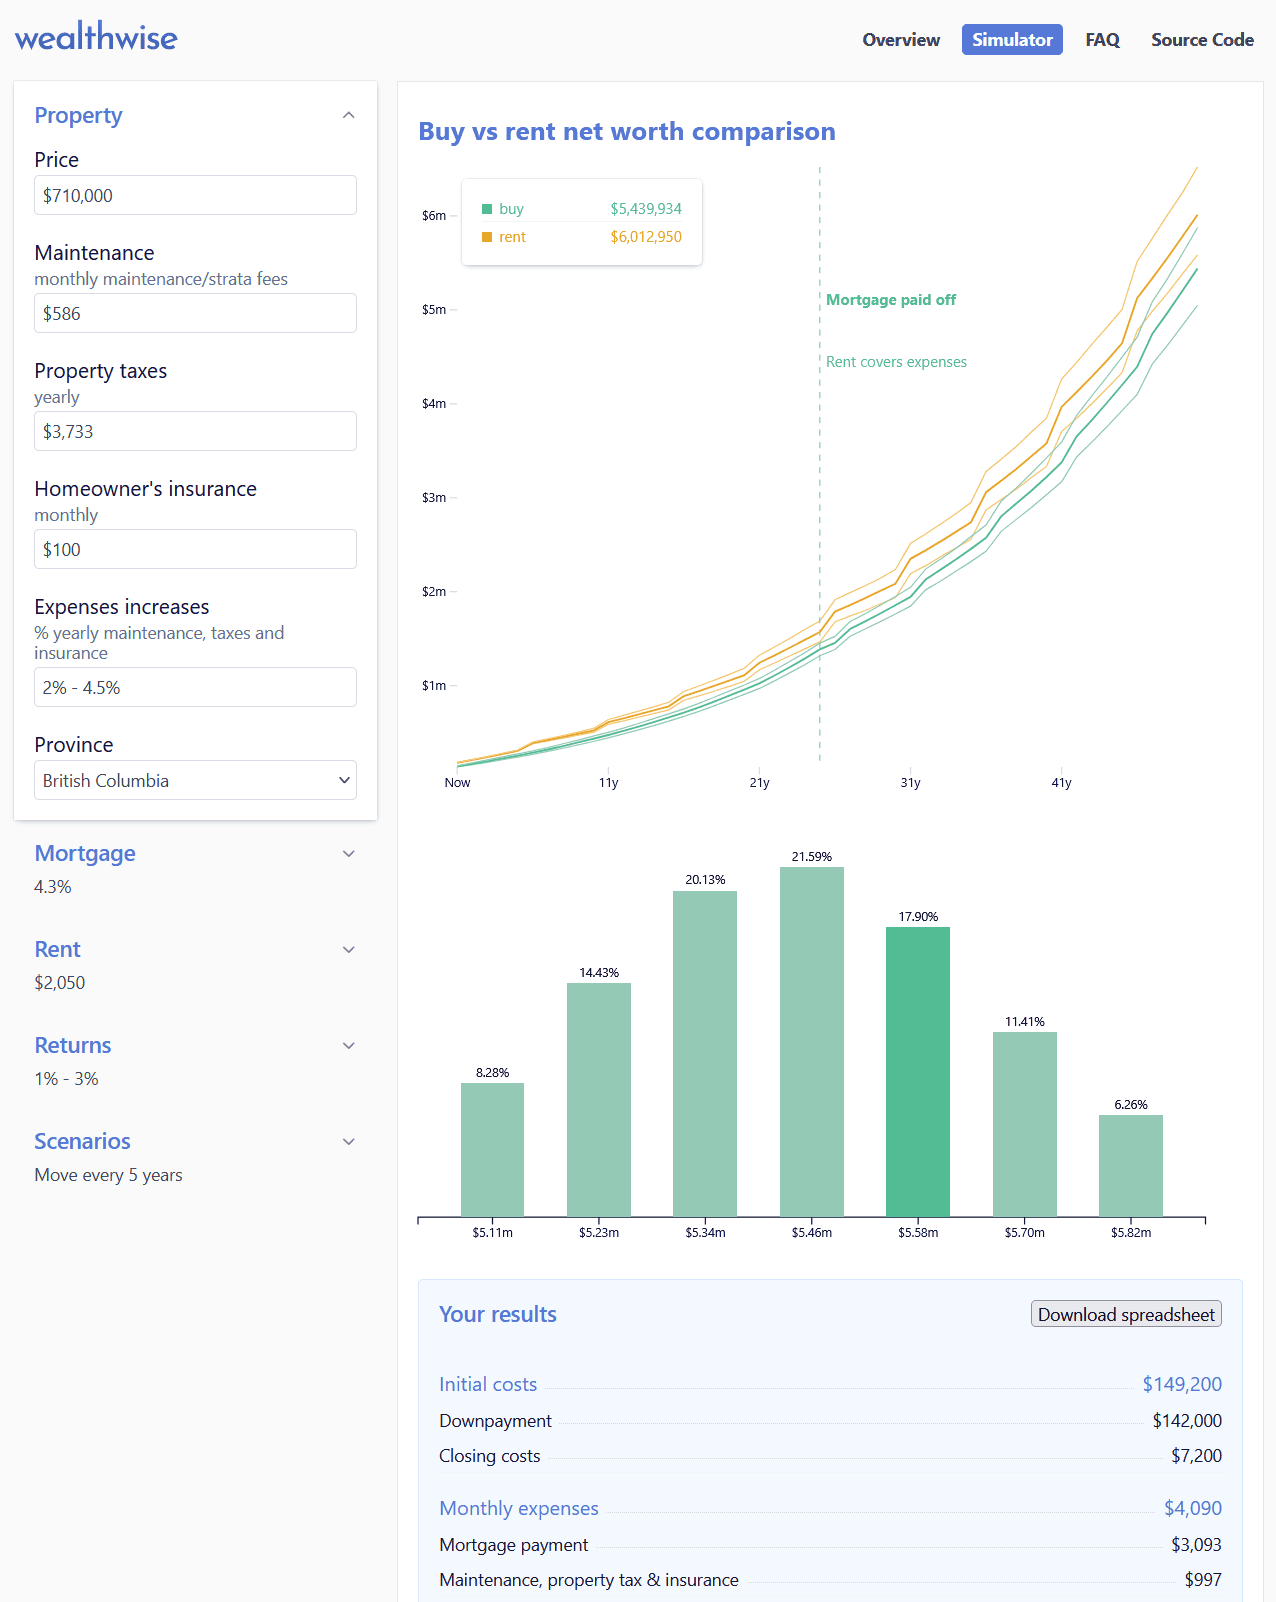 wealthwise
Overview
Simulator
FAQ
Source Code
Property
Price
$710,000
Maintenance
monthly maintenance/strata fees
$586
Property taxes
yearly
$3,733
Homeowner's insurance
monthly
$100
Expenses increases
% yearly maintenance, taxes and
insurance
2% - 4.5%
Province
British Columbia
Mortgage
4.3%
Rent
$2,050
Returns
1% - 3%
Scenarios
Move every 5 years
Buy vs rent net worth comparison
buy $5,439,934
rent $6,012,950
$6m
$5m
$4m
$3m
$2m
$1m
Mortgage paid off
Rent covers expenses
Now 11y 21y 31y 41y
8.28%
14.43%
20.13%
21.59%
17.90%
11.41%
6.26%
$5.11m $5.23m $5.34m $5.46m $5.58m $5.70m $5.82m
Your results
Download spreadsheet
Initial costs $149,200
Downpayment $142,000
Closing costs $7,200
Monthly expenses $4,090
Mortgage payment $3,093
Maintenance, property tax & insurance $997